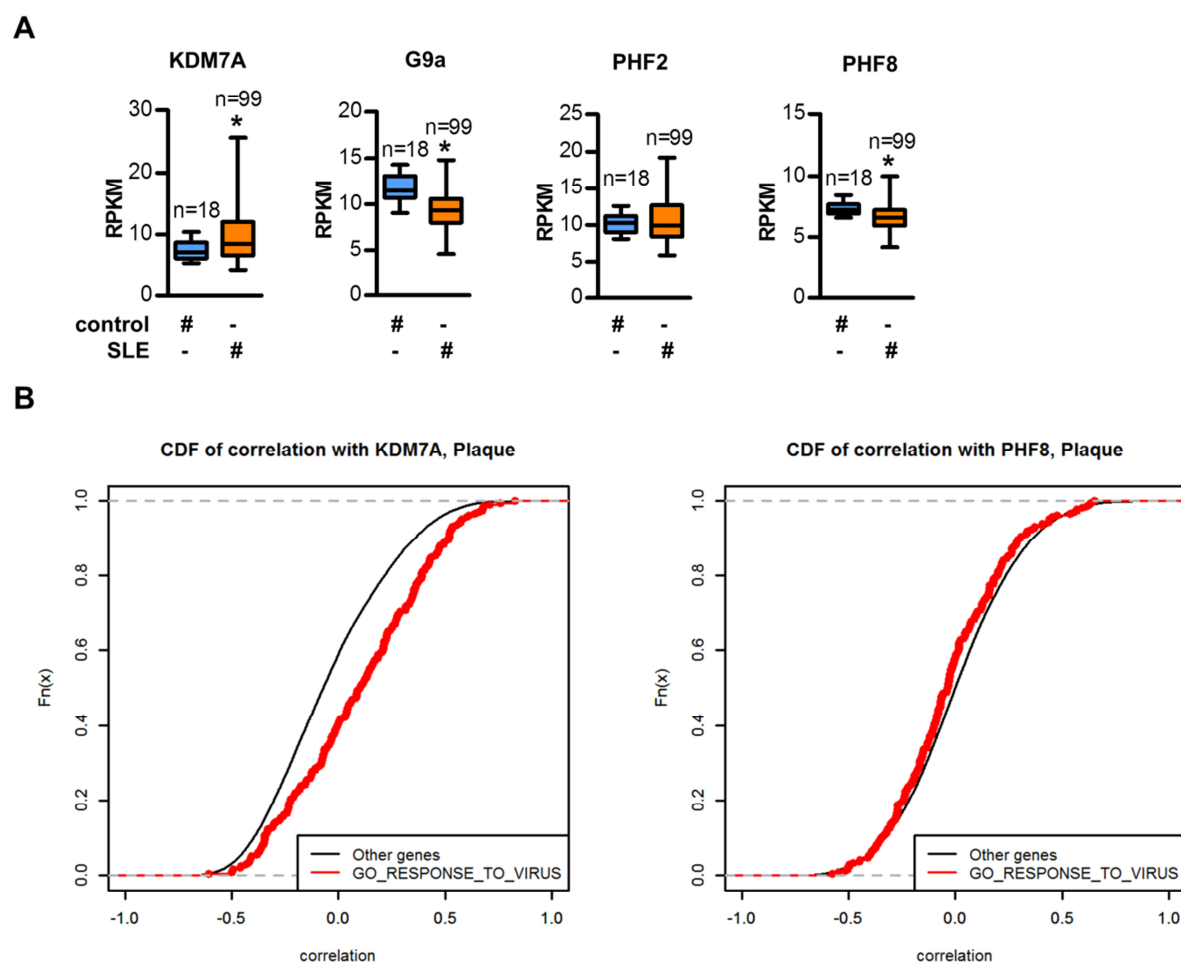 A
KDM7A
G9a
PHF2
PHF8
n=99
*
n=18
30
20
10
0
RPKM
n=99
*
n=18
20
15
10
5
0
RPKM
n=99
n=18
25
20
15
10
5
0
RPKM
n=99
*
n=18
15
10
5
0
RPKM
control # - # - # - # -
SLE - # - # - # - #
B
CDF of correlation with KDM7A, Plaque
1.0
0.8
0.6
0.4
0.2
0.0
Fn(x)
Other genes
GO_RESPONSE_TO_VIRUS
-1.0 -0.5 0.0 0.5 1.0
correlation
CDF of correlation with PHF8, Plaque
1.0
0.8
0.6
0.4
0.2
0.0
Fn(x)
Other genes
GO_RESPONSE_TO_VIRUS
-1.0 -0.5 0.0 0.5 1.0
correlation